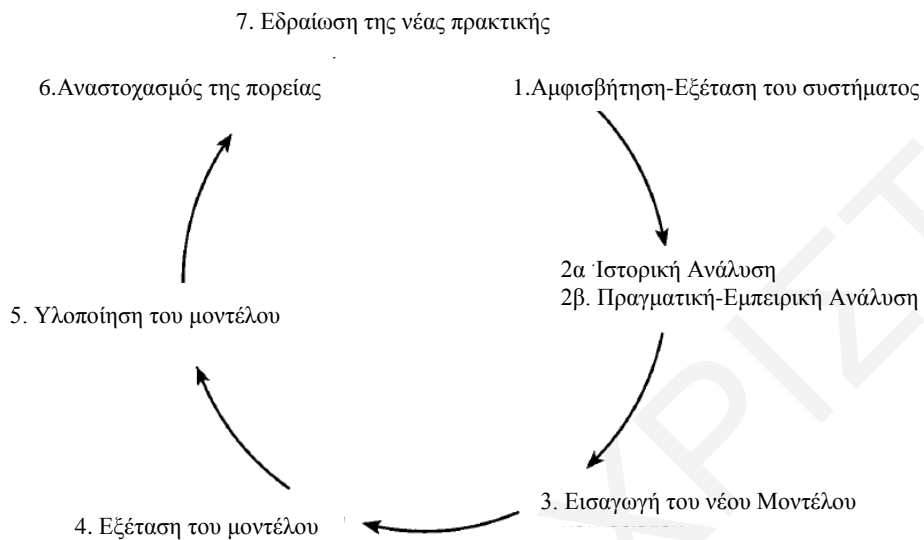 7. Εδραίωση της νέας πρακτικής
6.Αναστοχασμός της πορείας
1.Αμφισβήτηση-Εξέταση του συστήματος
2α Ιστορική Ανάλυση
2β. Πραγματική-Εμπειρική Ανάλυση
5. Υλοποίηση του μοντέλου
3. Εισαγωγή του νέου Μοντέλου
4. Εξέταση του μοντέλου
ΧΡΙΣΤ